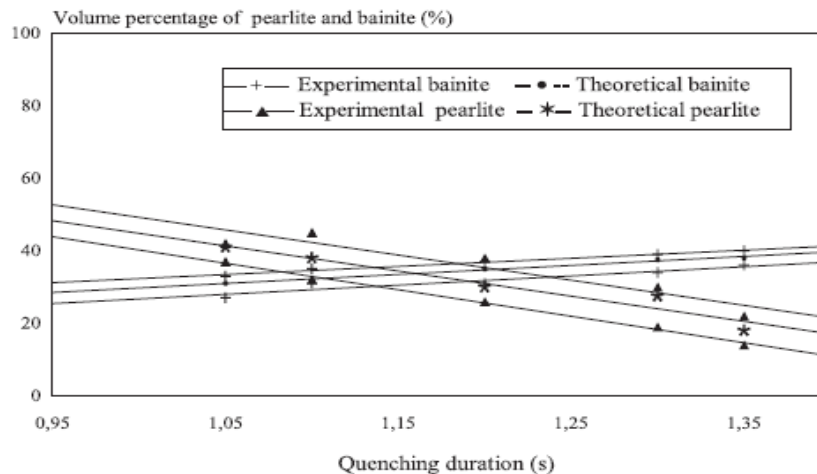 Volume percentage of pearlite and bainite (%)
100
Experimental bainite Theoretical bainite
Experimental pearlite Theoretical pearlite
80
60
40
20
0
0,95 1,05 1,15 1,25 1,35
Quenching duration (s)